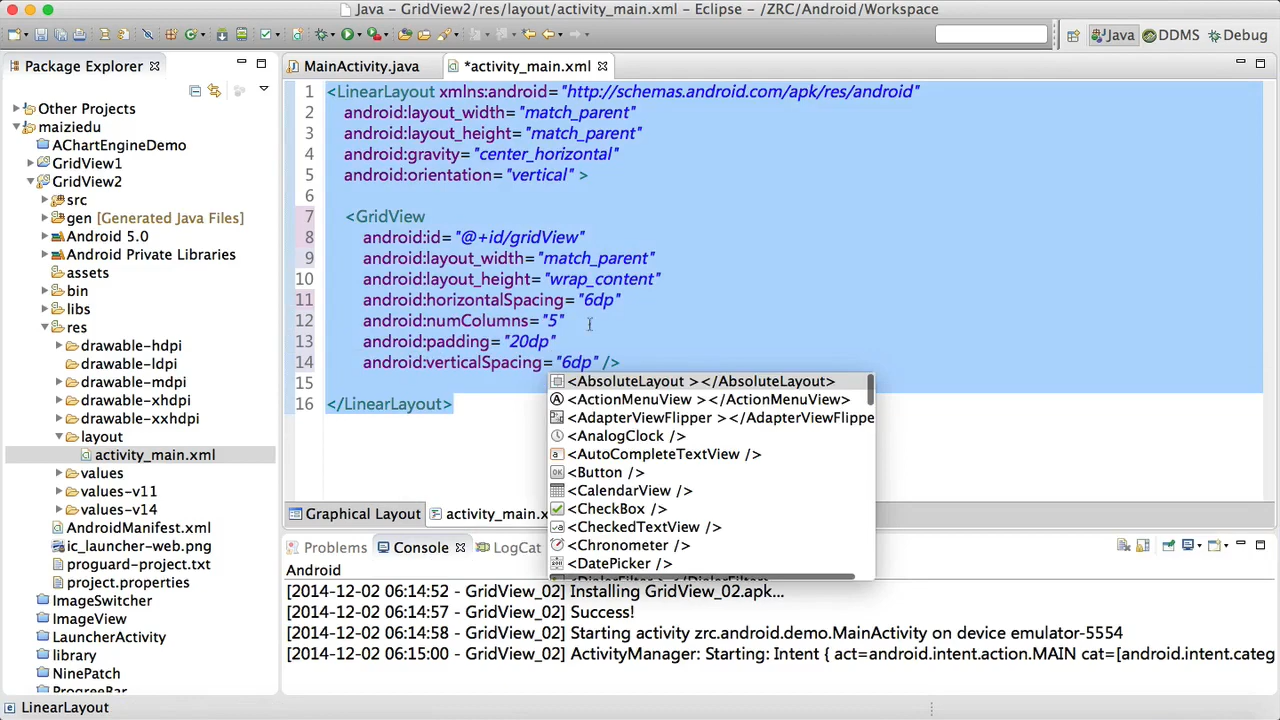 Java – GridView2/res/layout/activity_main.xml – Eclipse – /ZRC/Android/Workspace
Java
DDMS
Debug
Package Explorer
Other Projects
maiziedu
AChartEngineDemo
GridView1
GridView2
src
gen [Generated Java Files]
Android 5.0
Android Private Libraries
assets
bin
libs
res
drawable-hdpi
drawable-ldpi
drawable-mdpi
drawable-xhdpi
drawable-xxhdpi
layout
activity_main.xml
values
values-v11
values-v14
AndroidManifest.xml
ic_launcher-web.png
proguard-project.txt
project.properties
ImageSwitcher
ImageView
LauncherActivity
library
NinePatch
ProgreeBar
MainActivity.java
*activity_main.xml
1 <LinearLayout xmlns:android="http://schemas.android.com/apk/res/android"
2 android:layout_width="match_parent"
3 android:layout_height="match_parent"
4 android:gravity="center_horizontal"
5 android:orientation="vertical" >
6
7 <GridView
8 android:id="@+id/gridView"
9 android:layout_width="match_parent"
10 android:layout_height="wrap_content"
11 android:horizontalSpacing="6dp"
12 android:numColumns="5"
13 android:padding="20dp"
14 android:verticalSpacing="6dp" />
15
16 </LinearLayout>
<AbsoluteLayout ></AbsoluteLayout>
<ActionMenuView ></ActionMenuView>
<AdapterViewFlipper ></AdapterViewFlippe
<AnalogClock />
<AutoCompleteTextView />
<Button />
<CalendarView />
<CheckBox />
<CheckedTextView />
<Chronometer />
<DatePicker />
Graphical Layout
activity_main.x
Problems
Console
LogCat
Android
[2014-12-02 06:14:52 - GridView_02] Installing GridView_02.apk...
[2014-12-02 06:14:57 - GridView_02] Success!
[2014-12-02 06:14:58 - GridView_02] Starting activity zrc.android.demo.MainActivity on device emulator-5554
[2014-12-02 06:15:00 - GridView_02] ActivityManager: Starting: Intent { act=android.intent.action.MAIN cat=[android.intent.categ
LinearLayout